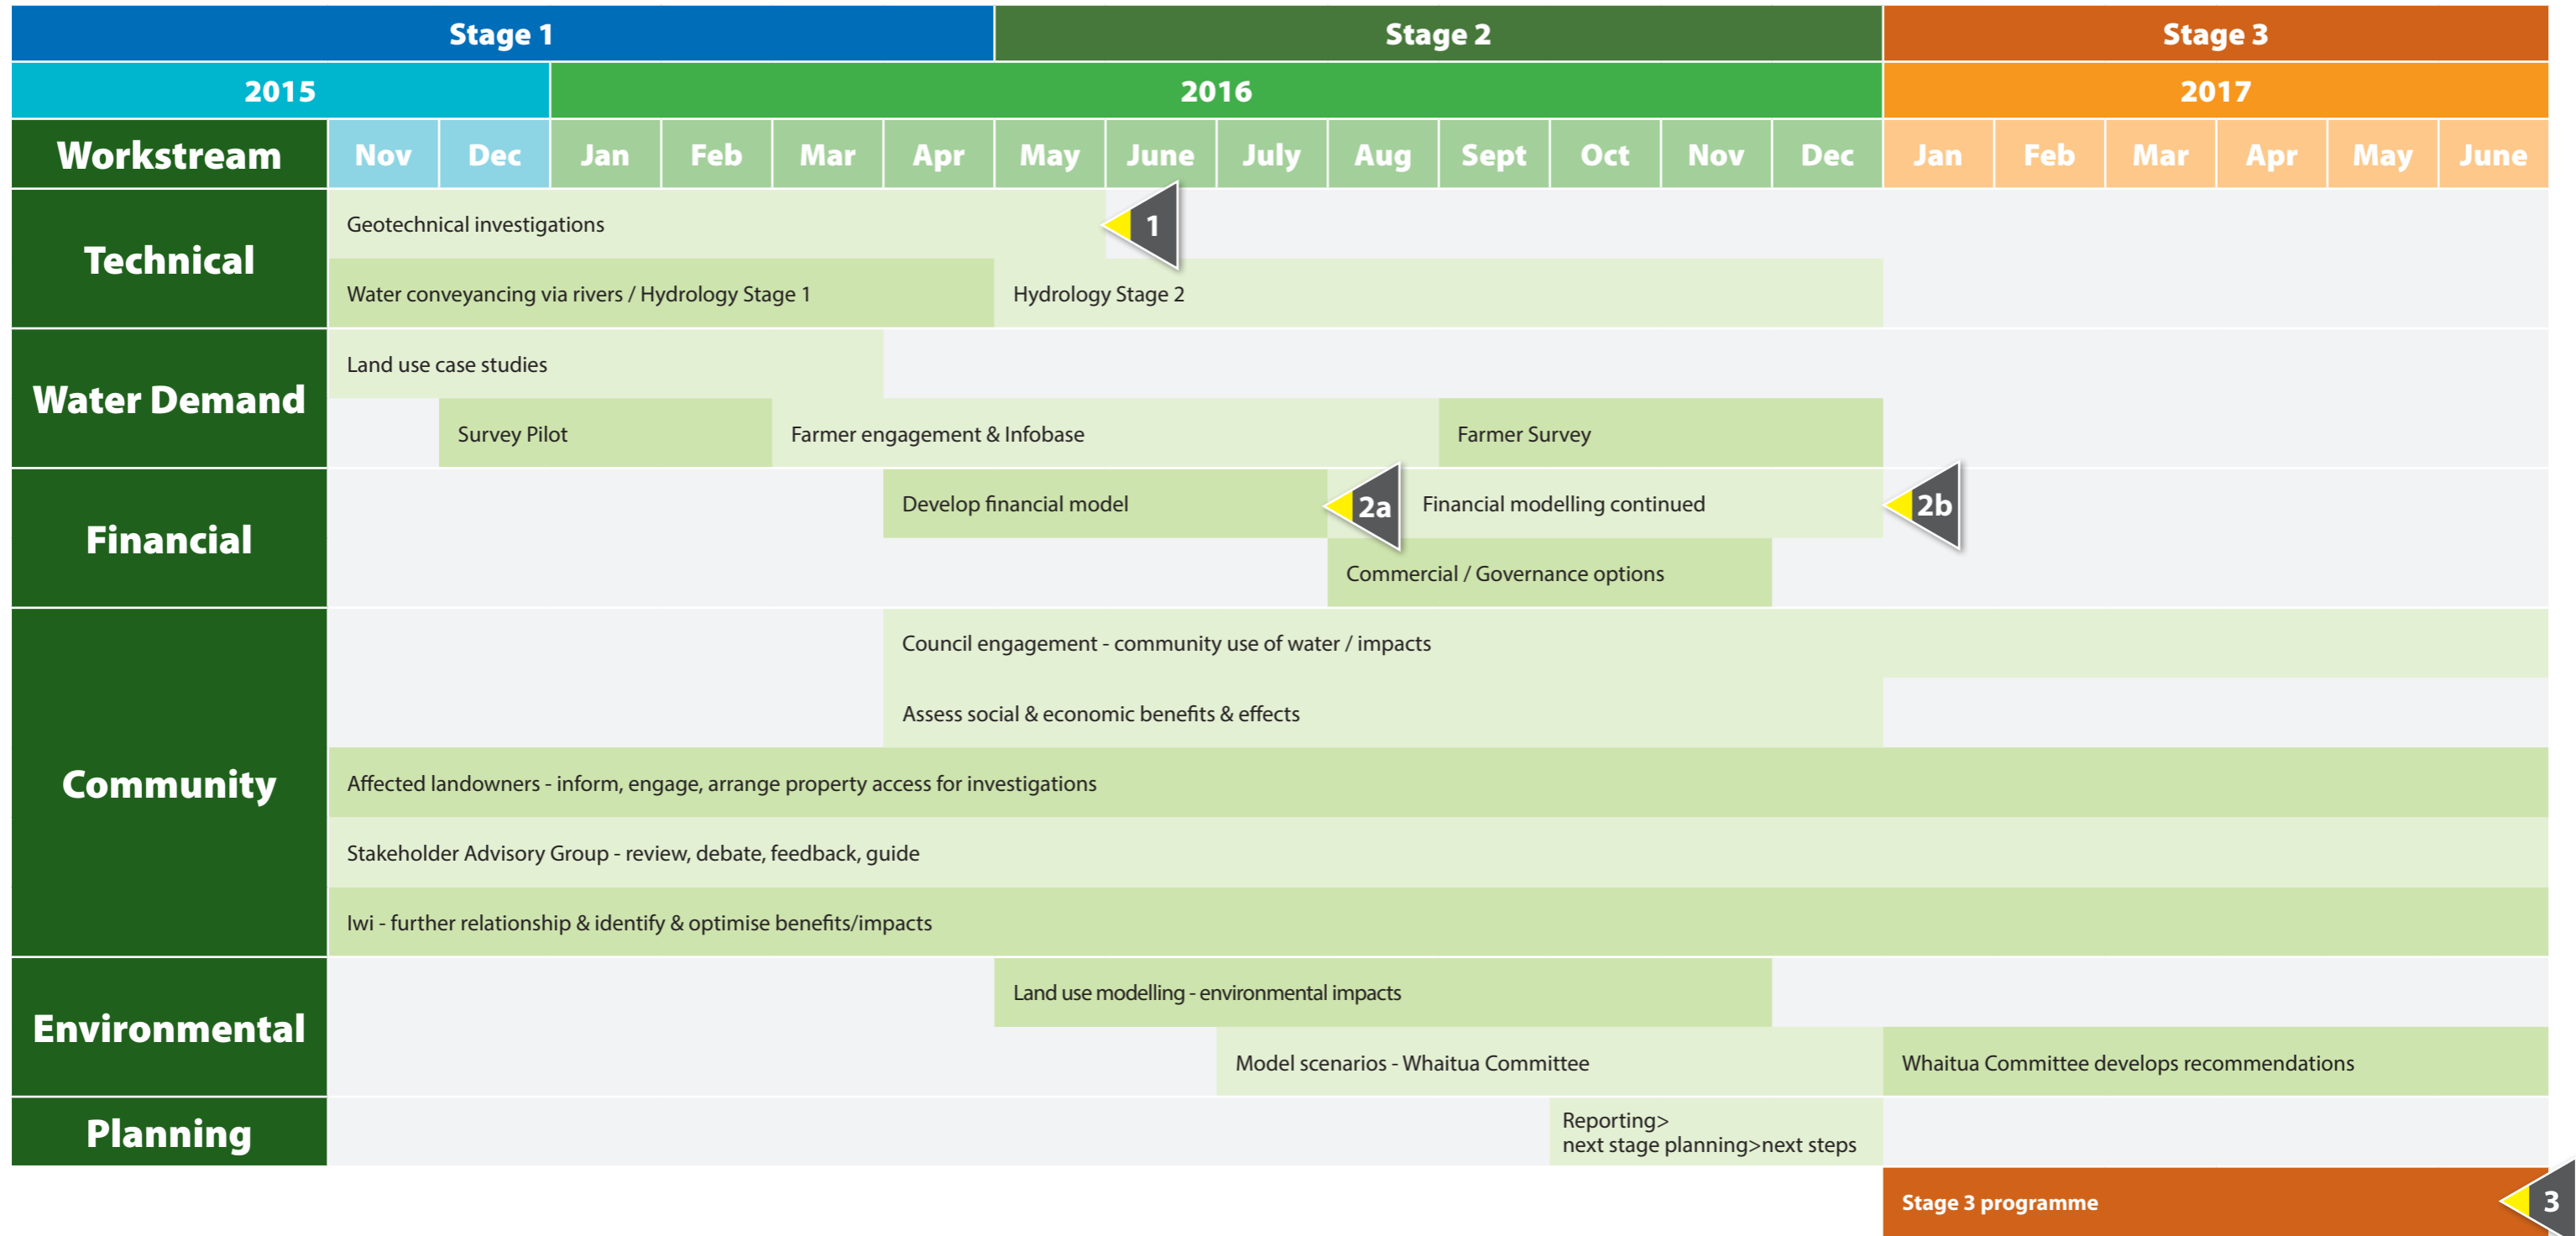 Stage 1 Stage 2 Stage 3
2015 2016 2017
Workstream Nov Dec Jan Feb Mar Apr May June July Aug Sept Oct Nov Dec Jan Feb Mar Apr May June
Technical
Geotechnical investigations 1
Water conveyancing via rivers / Hydrology Stage 1 Hydrology Stage 2
Water Demand
Land use case studies
Survey Pilot Farmer engagement & Infobase Farmer Survey
Financial
Develop financial model 2a Financial modelling continued 2b
Commercial / Governance options
Community
Council engagement - community use of water / impacts
Assess social & economic benefits & effects
Affected landowners - inform, engage, arrange property access for investigations
Stakeholder Advisory Group - review, debate, feedback, guide
Iwi - further relationship & identify & optimise benefits/impacts
Environmental
Land use modelling - environmental impacts
Model scenarios - Whaitua Committee Whaitua Committee develops recommendations
Planning
Reporting>
next stage planning>next steps
Stage 3 programme 3